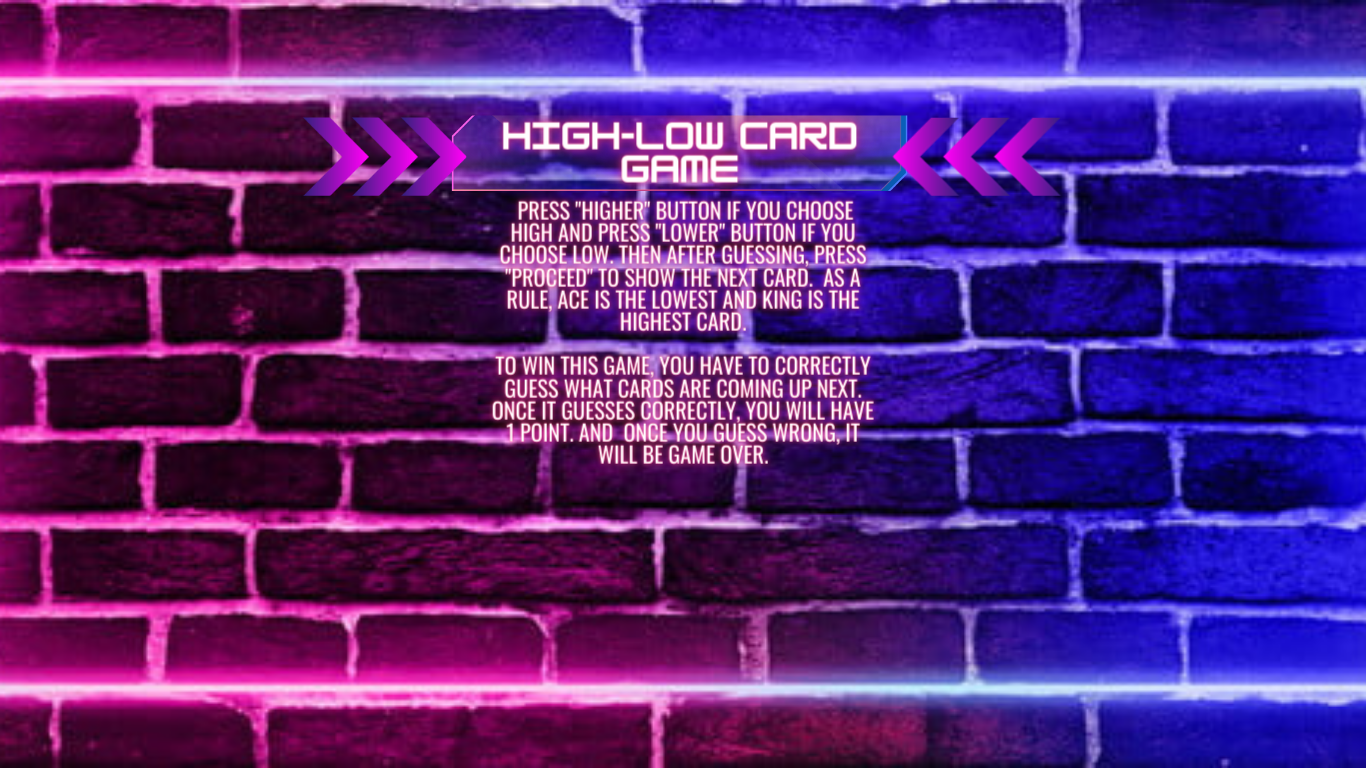 HIGH-LOW CARD
GAME
PRESS "HIGHER" BUTTON IF YOU CHOOSE
HIGH AND PRESS "LOWER" BUTTON IF YOU
CHOOSE LOW. THEN AFTER GUESSING, PRESS
"PROCEED" TO SHOW THE NEXT CARD. AS A
RULE, ACE IS THE LOWEST AND KING IS THE
HIGHEST CARD.
TO WIN THIS GAME, YOU HAVE TO CORRECTLY
GUESS WHAT CARDS ARE COMING UP NEXT.
ONCE IT GUESSES CORRECTLY, YOU WILL HAVE
1 POINT. AND ONCE YOU GUESS WRONG, IT
WILL BE GAME OVER.